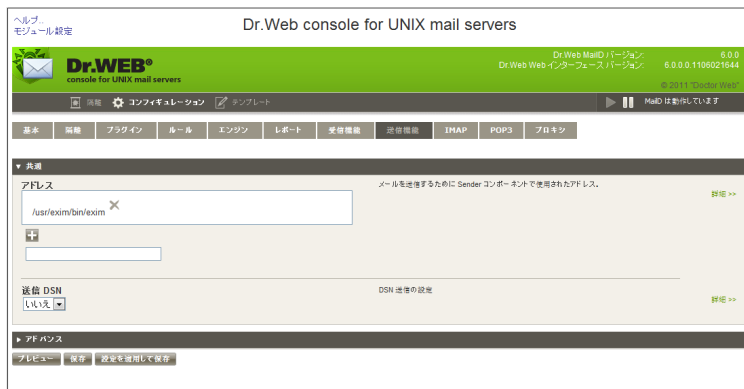 ヘルプ..
モジュール設定
Dr.Web console for UNIX mail servers
Dr.WEB®
console for UNIX mail servers
Dr.Web MailD バージョン: 6.0.0
Dr.Web Web インターフェース バージョン: 6.0.0.1106021644
© 2011 "Doctor Web"
隔離 コンフィギュレーション テンプレート MailD は動作しています
基本 隔離 プラグイン ルール エンジン レポート 受信機能 送信機能 IMAP POP3 プロキシ
▼ 共通
アドレス メールを送信するために Sender コンポーネントで使用されたアドレス。 詳細 >>
/usr/exim/bin/exim
送信 DSN DSN 送信の設定 詳細 >>
いいえ
▶ アドバンス
プレビュー 保存 設定を適用して保存